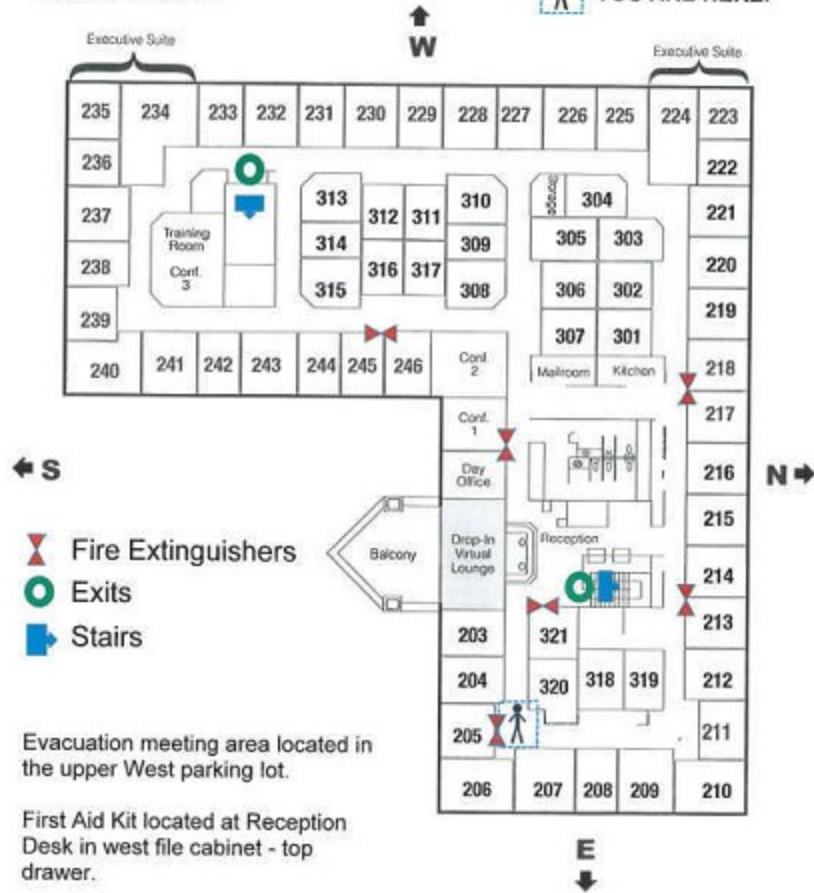 YOU ARE HERE.
W
Executive Suite
Executive Suite
235 234 233 232 231 230 229 228 227 226 225 224 223
236 222
237 221
238 220
239 219
240 241 242 243 244 245 246 218
217
216
215
214
213
212
211
313 312 311 310
314 309
315 316 317 308
Storage 304
305 303
306 302
307 301
Training
Room
Conf.
3
Conf.
2
Mailroom Kitchen
Conf.
1
Day
Office
S
N
Drop-In
Virtual
Lounge
Balcony
Reception
Fire Extinguishers
Exits
Stairs
203 321
204 320 318 319
205
206 207 208 209 210
Evacuation meeting area located in
the upper West parking lot.
First Aid Kit located at Reception
Desk in west file cabinet - top
drawer.
E